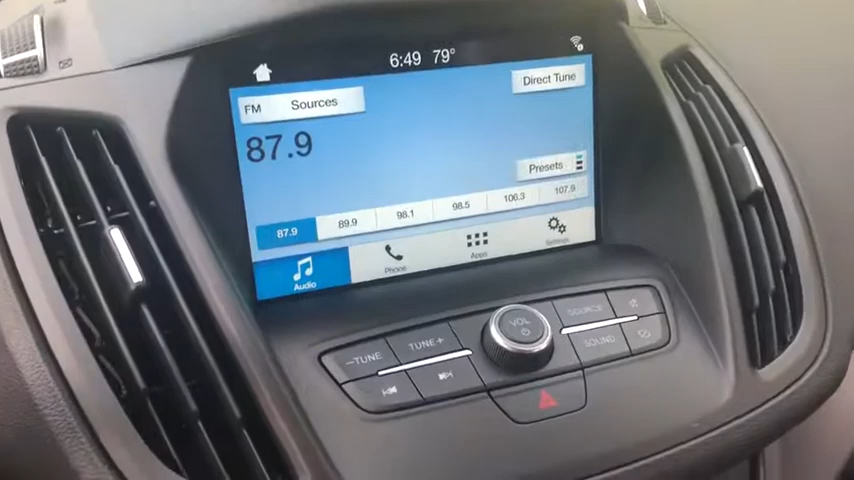 6:49 79°
FM Sources
Direct Tune
87.9
Presets
87.9 89.9 98.1 98.5 106.3 107.9
Audio Phone Apps Settings
−TUNE TUNE+ VOL SOURCE
SOUND